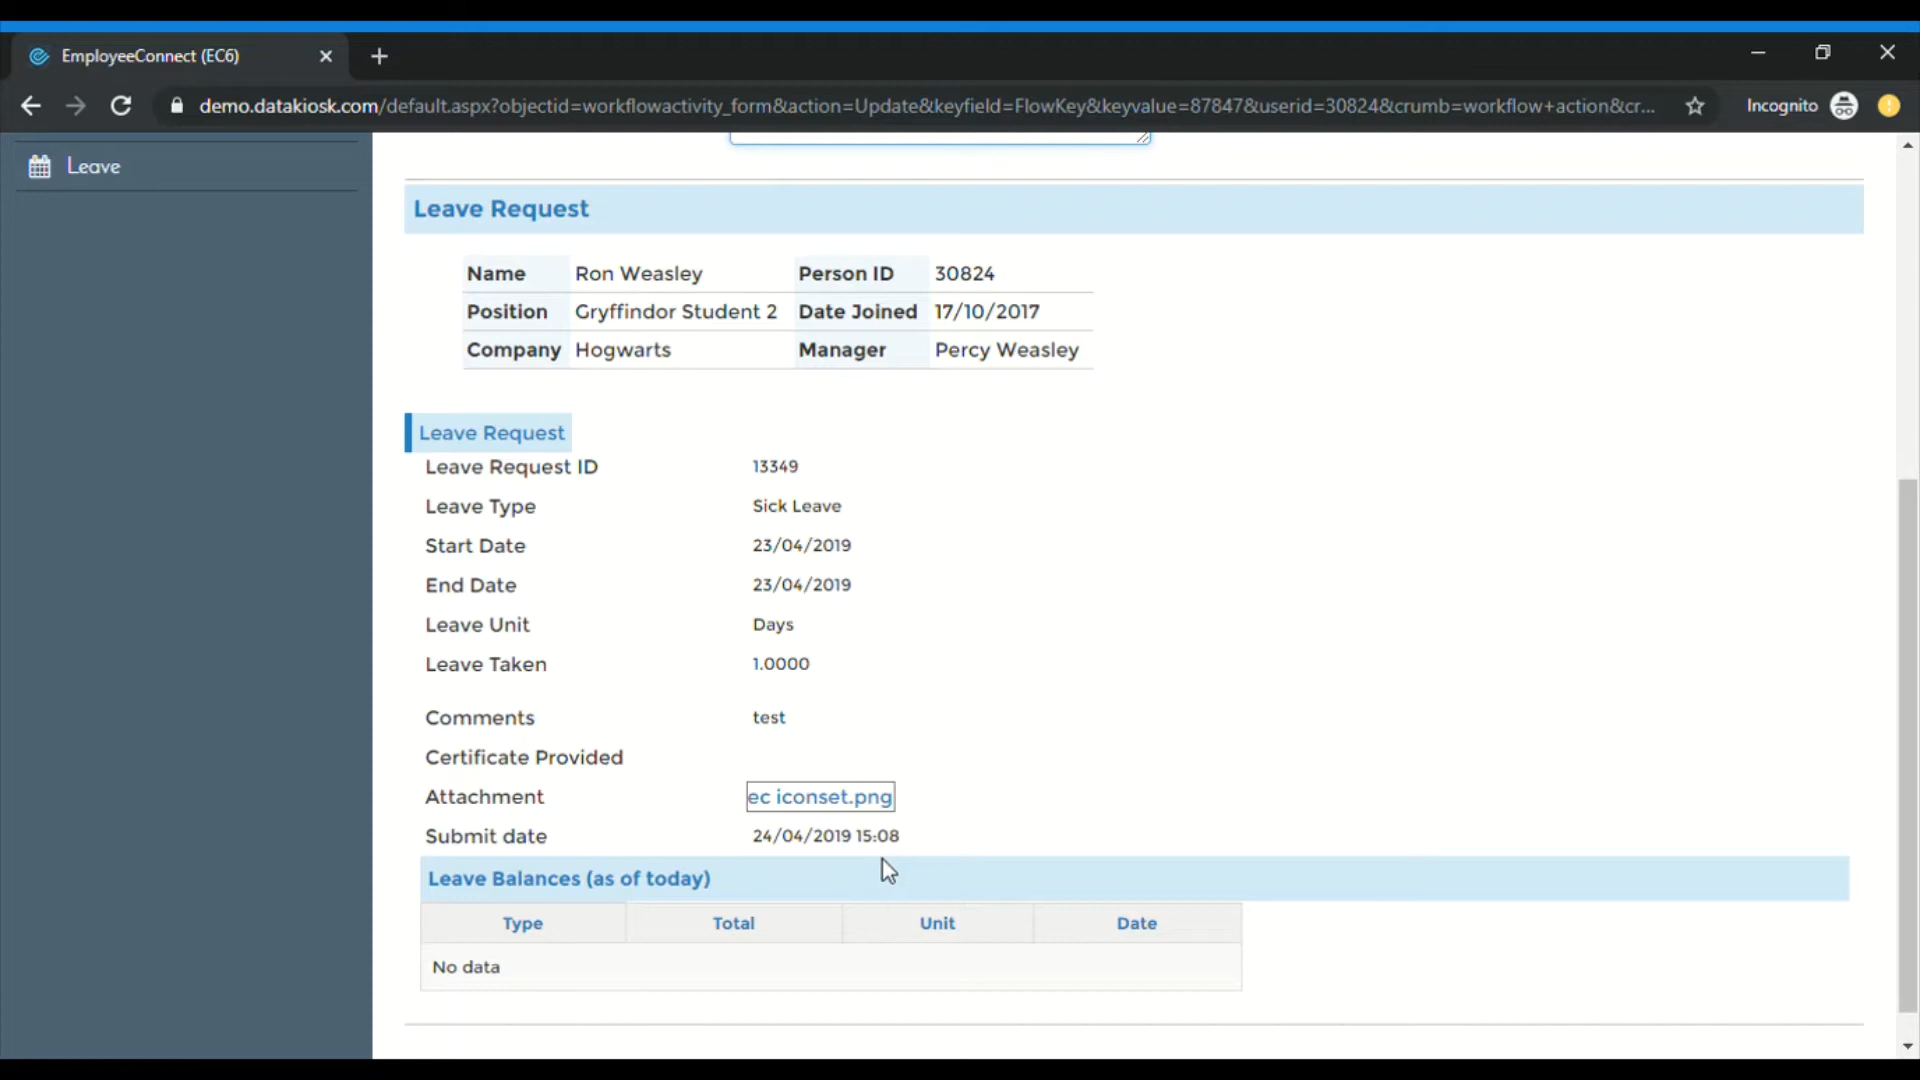 EmployeeConnect (EC6)
demo.datakiosk.com/default.aspx?objectid=workflowactivity_form&action=Update&keyfield=FlowKey&keyvalue=87847&userid=30824&crumb=workflow+action&cr...
Incognito
Leave
Leave Request
Name Ron Weasley Person ID 30824
Position Gryffindor Student 2 Date Joined 17/10/2017
Company Hogwarts Manager Percy Weasley
Leave Request
Leave Request ID 13349
Leave Type Sick Leave
Start Date 23/04/2019
End Date 23/04/2019
Leave Unit Days
Leave Taken 1.0000
Comments test
Certificate Provided
Attachment ec iconset.png
Submit date 24/04/2019 15:08
Leave Balances (as of today)
Type Total Unit Date
No data